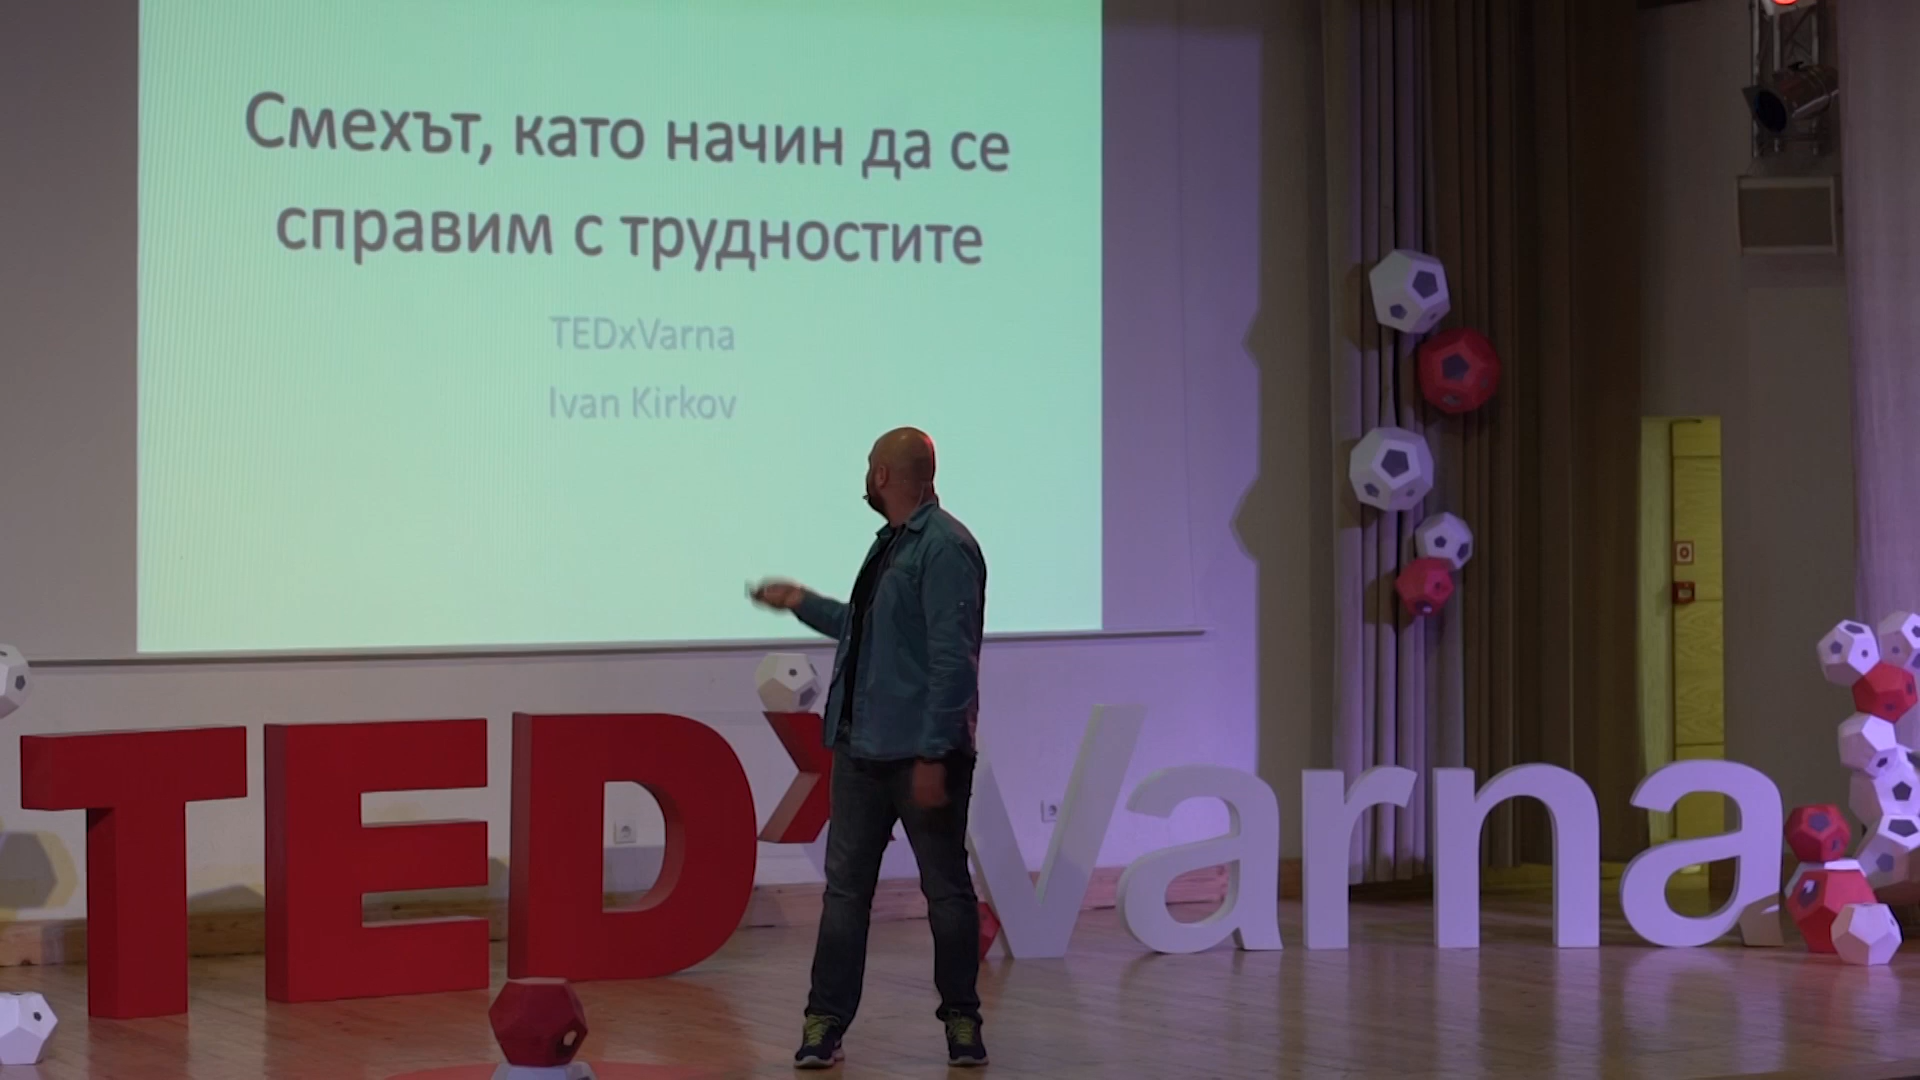 Смехът, като начин да се
справим с трудностите
TEDxVarna
Ivan Kirkov
TEDx Varna